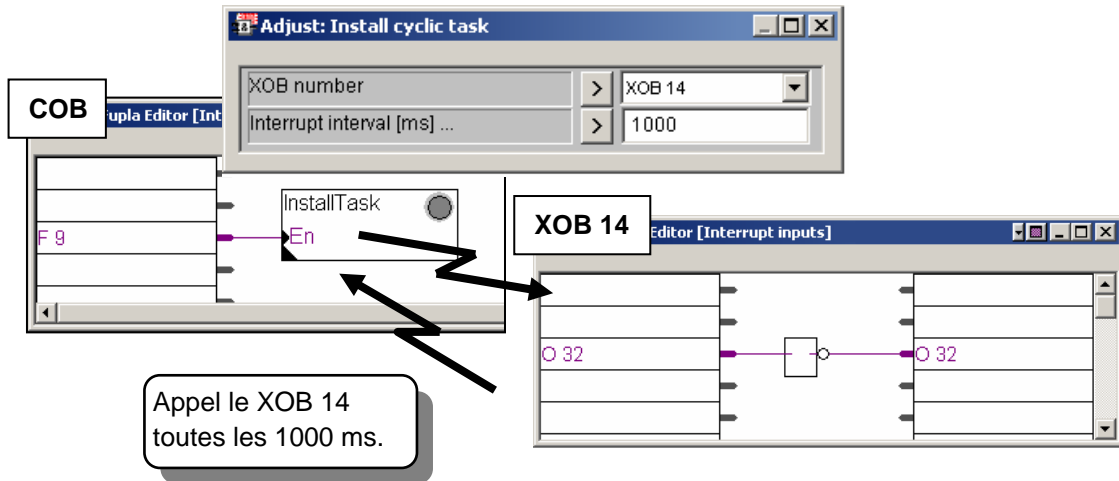 Adjust: Install cyclic task
XOB number > XOB 14
Interrupt interval [ms] ... > 1000
COB
upla Editor [Int
InstallTask
F 9
En
XOB 14
Editor [Interrupt inputs]
O 32
O 32
Appel le XOB 14
toutes les 1000 ms.